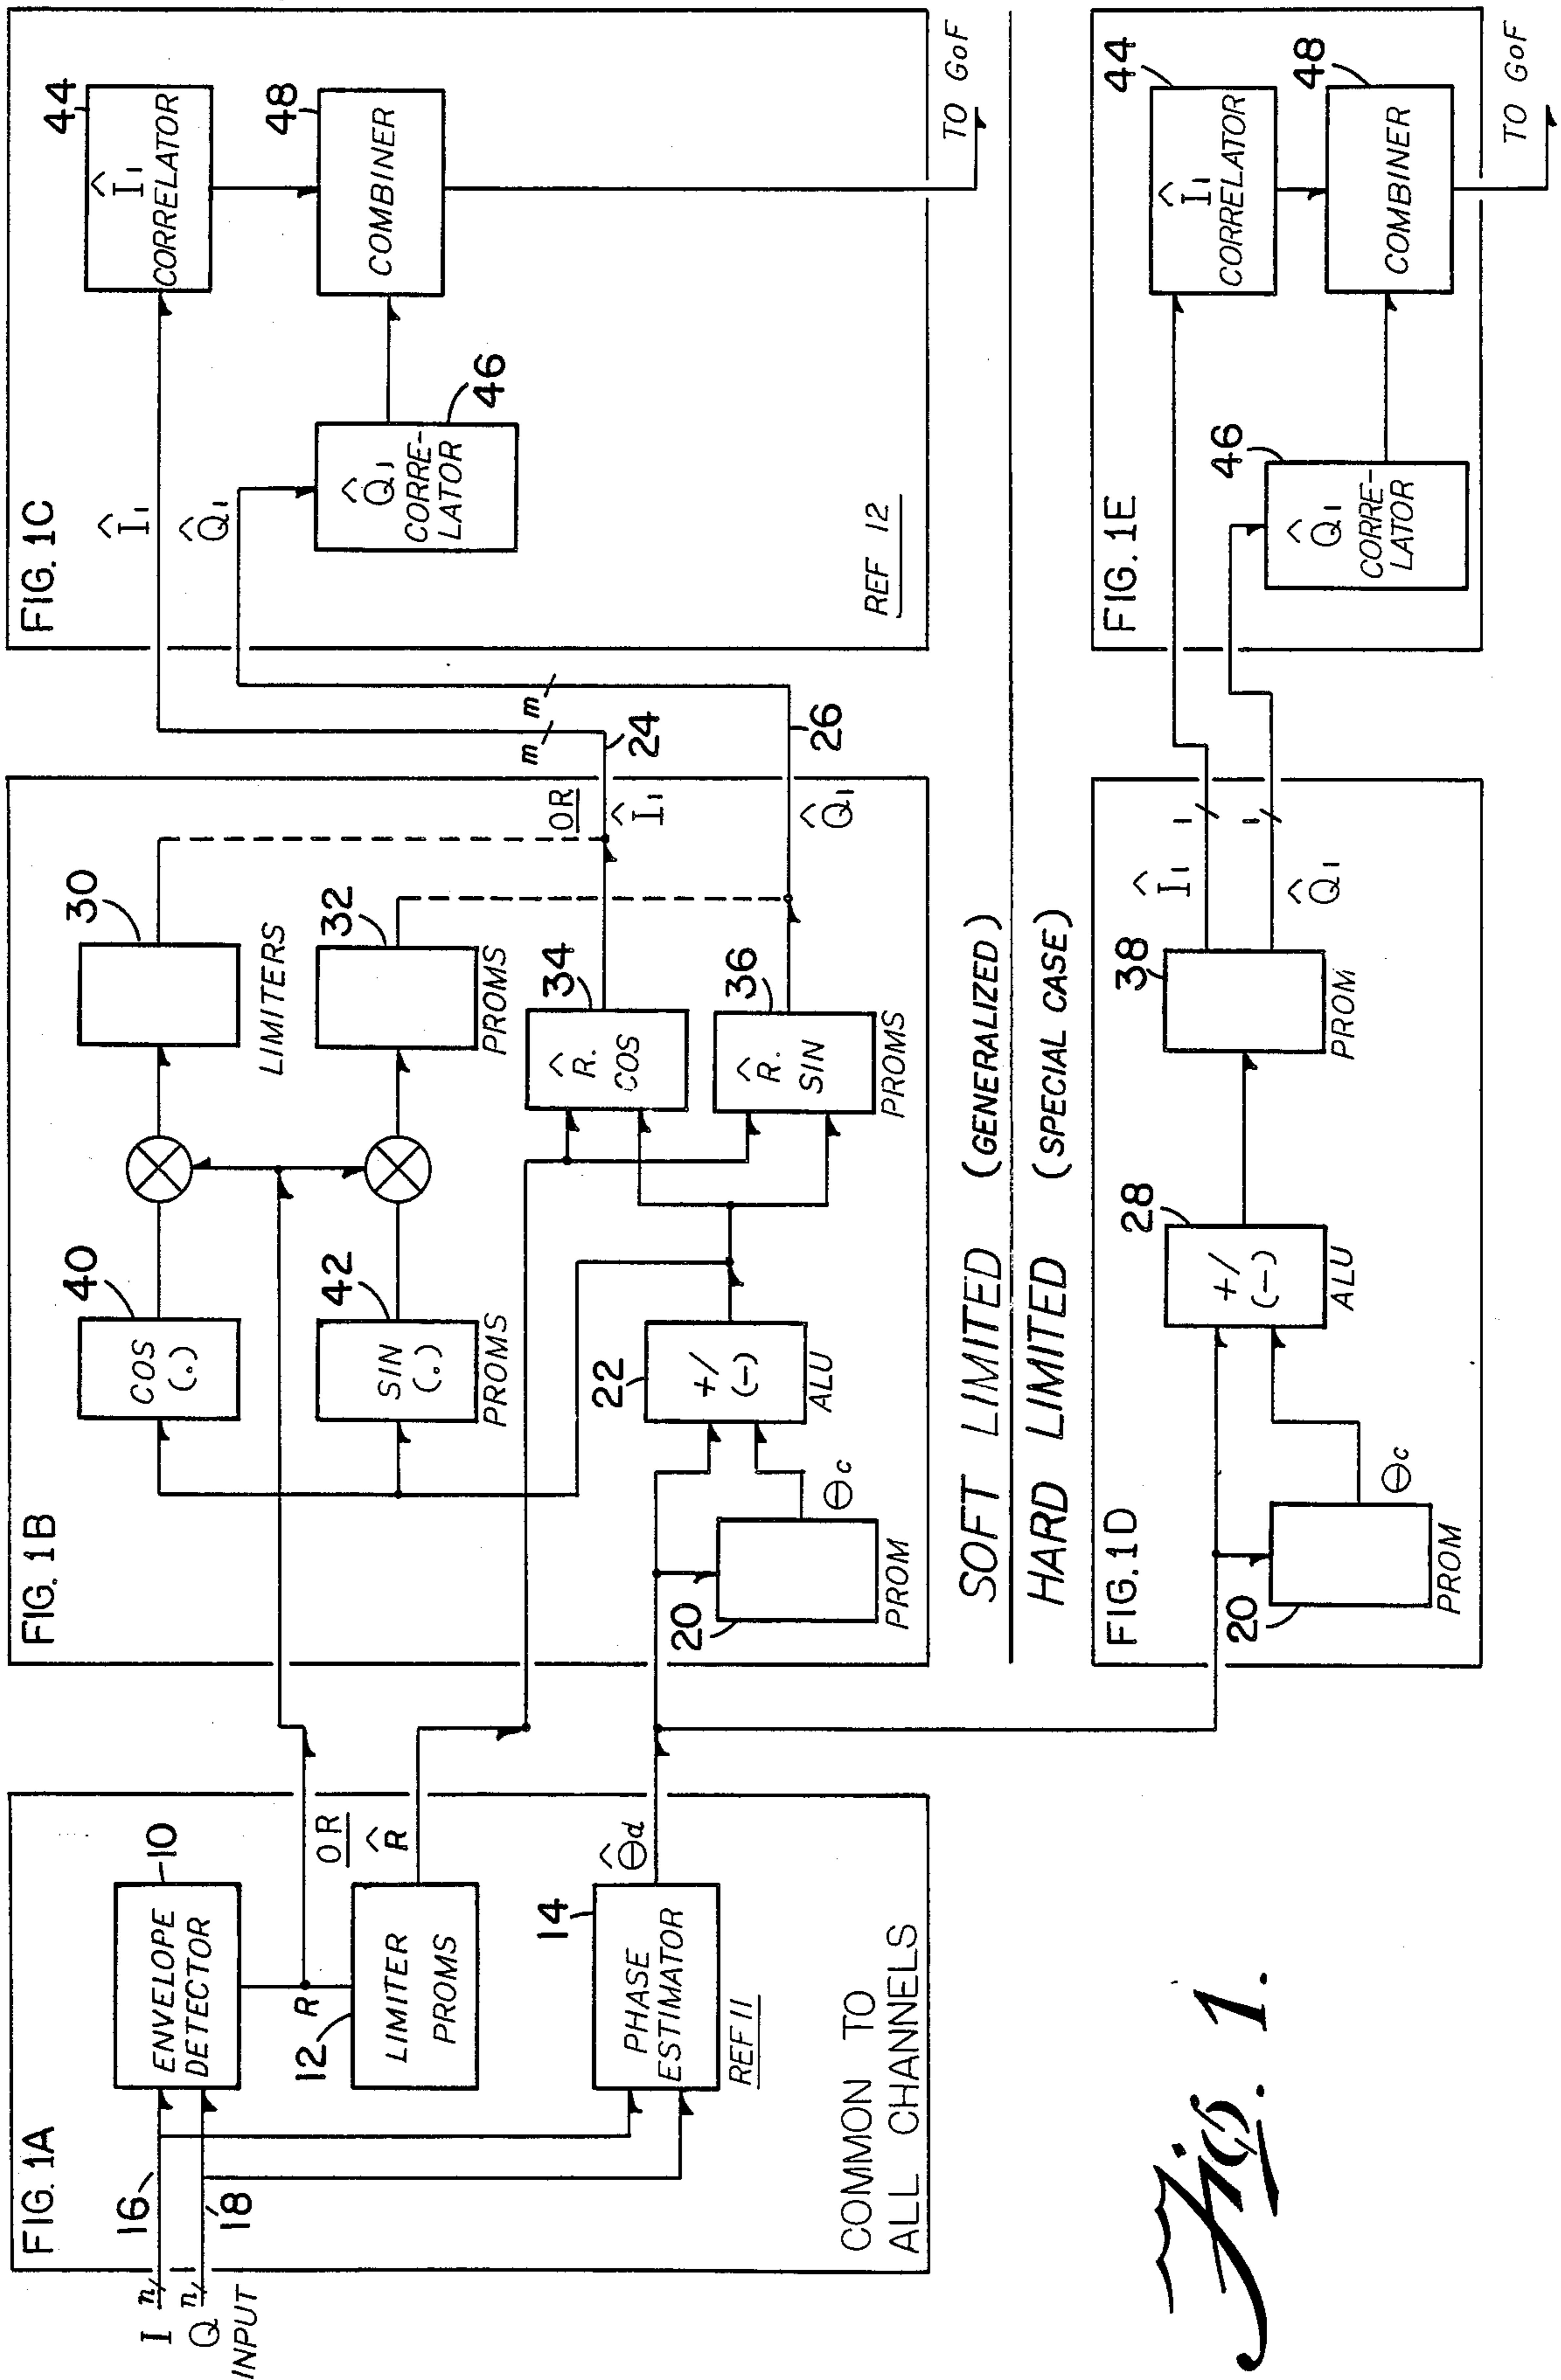 FIG. 1A
I
n
Q
n
INPUT
16
18
ENVELOPE
DETECTOR
10
R
OR
12
LIMITER
PROMS
R̂
14
PHASE
ESTIMATOR
Θ̂d
REF 11
COMMON TO
ALL CHANNELS
FIG. 1B
40
COS
(.)
42
SIN
(.)
PROMS
30
LIMITERS
32
PROMS
34
R̂.
COS
36
R̂.
SIN
PROMS
22
+/
(-)
ALU
20
PROM
Θc
OR
Î1
Q̂1
24
26
m
m
FIG. 1C
Î1
Q̂1
44
Î1
CORRELATOR
48
COMBINER
46
Q̂1
CORRE-
LATOR
REF 12
TO GoF
SOFT LIMITED (GENERALIZED)
HARD LIMITED (SPECIAL CASE)
FIG. 1D
20
PROM
Θc
28
+/
(-)
ALU
38
PROM
Î1
Q̂1
1
1
FIG. 1E
44
Î1
CORRELATOR
46
Q̂1
CORRE-
LATOR
48
COMBINER
TO GoF
Fig. 1.